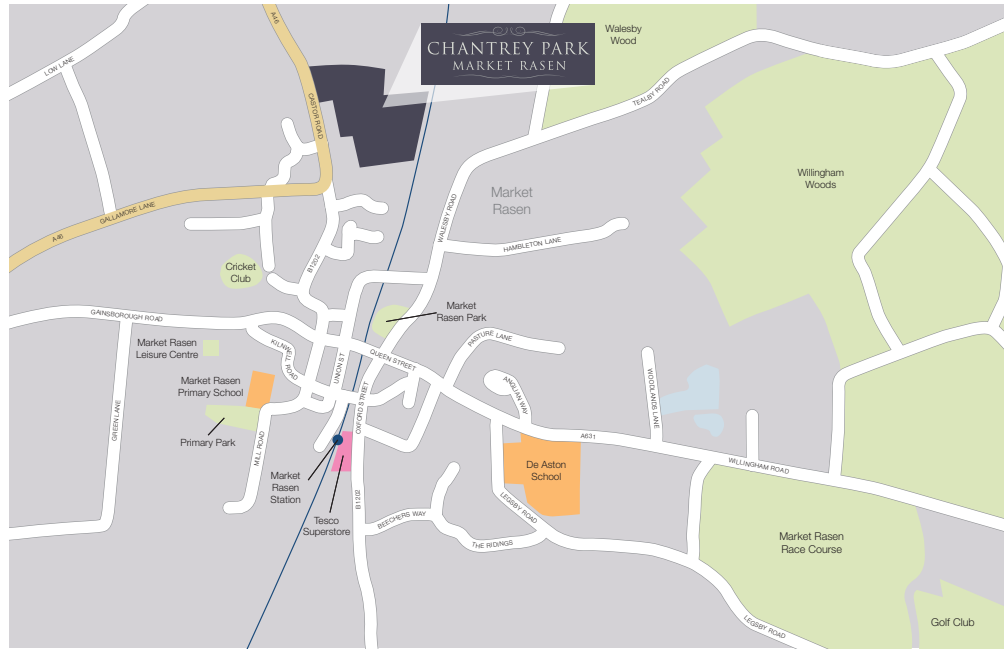 A46
LOW LANE
CHANTREY PARK
MARKET RASEN
Walesby
Wood
TEALBY ROAD
CASTOR ROAD
Willingham
Woods
Market
Rasen
WALESBY ROAD
GALLAMORE LANE
A46
HAMBLETON LANE
B1202
Cricket
Club
GAINSBOROUGH ROAD
Market
Rasen Park
Market Rasen
Leisure Centre
KILNWELL ROAD
UNION ST
QUEEN STREET
PASTURE LANE
Market Rasen
Primary School
OXFORD STREET
ANGLIAN WAY
WOODLANDS LANE
GREEN LANE
Primary Park
MILL ROAD
A631
WILLINGHAM ROAD
De Aston
School
Market
Rasen
Station
B1202
LEGSBY ROAD
Tesco
Superstore
BEECHERS WAY
THE RIDINGS
Market Rasen
Race Course
LEGSBY ROAD
Golf Club